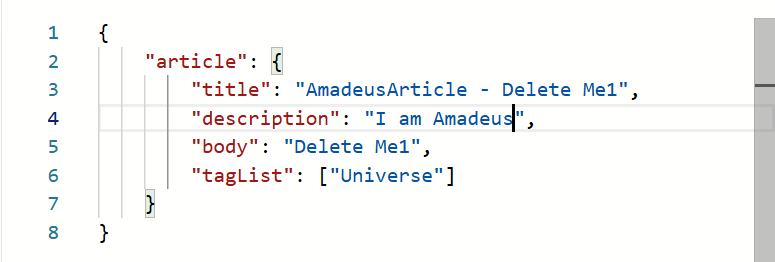 1 {
2     "article": {
3         "title": "AmadeusArticle - Delete Me1",
4         "description": "I am Amadeus",
5         "body": "Delete Me1",
6         "tagList": ["Universe"]
7     }
8 }